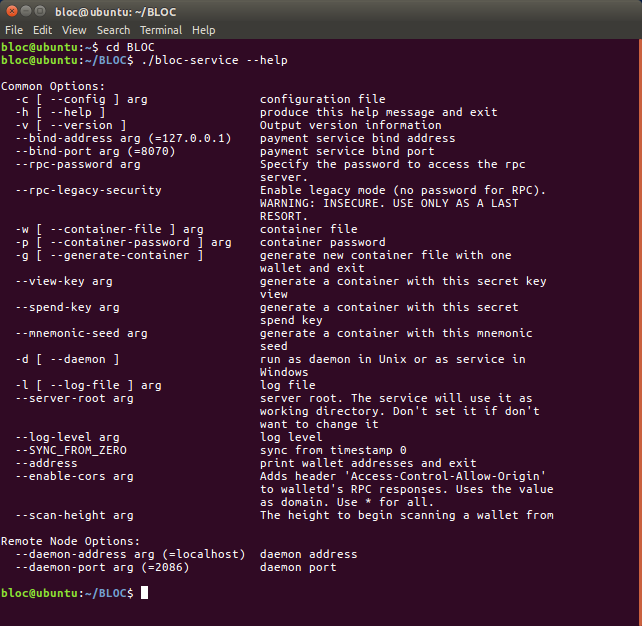 bloc@ubuntu: ~/BLOC
File Edit View Search Terminal Help
bloc@ubuntu:~$ cd BLOC
bloc@ubuntu:~/BLOC$ ./bloc-service --help
Common Options:
-c [ --config ] arg configuration file
-h [ --help ] produce this help message and exit
-v [ --version ] Output version information
--bind-address arg (=127.0.0.1) payment service bind address
--bind-port arg (=8070) payment service bind port
--rpc-password arg Specify the password to access the rpc
server.
--rpc-legacy-security Enable legacy mode (no password for RPC).
WARNING: INSECURE. USE ONLY AS A LAST
RESORT.
-w [ --container-file ] arg container file
-p [ --container-password ] arg container password
-g [ --generate-container ] generate new container file with one
wallet and exit
--view-key arg generate a container with this secret key
view
--spend-key arg generate a container with this secret
spend key
--mnemonic-seed arg generate a container with this mnemonic
seed
-d [ --daemon ] run as daemon in Unix or as service in
Windows
-l [ --log-file ] arg log file
--server-root arg server root. The service will use it as
working directory. Don't set it if don't
want to change it
--log-level arg log level
--SYNC_FROM_ZERO sync from timestamp 0
--address print wallet addresses and exit
--enable-cors arg Adds header 'Access-Control-Allow-Origin'
to walletd's RPC responses. Uses the value
as domain. Use * for all.
--scan-height arg The height to begin scanning a wallet from
Remote Node Options:
--daemon-address arg (=localhost) daemon address
--daemon-port arg (=2086) daemon port
bloc@ubuntu:~/BLOC$